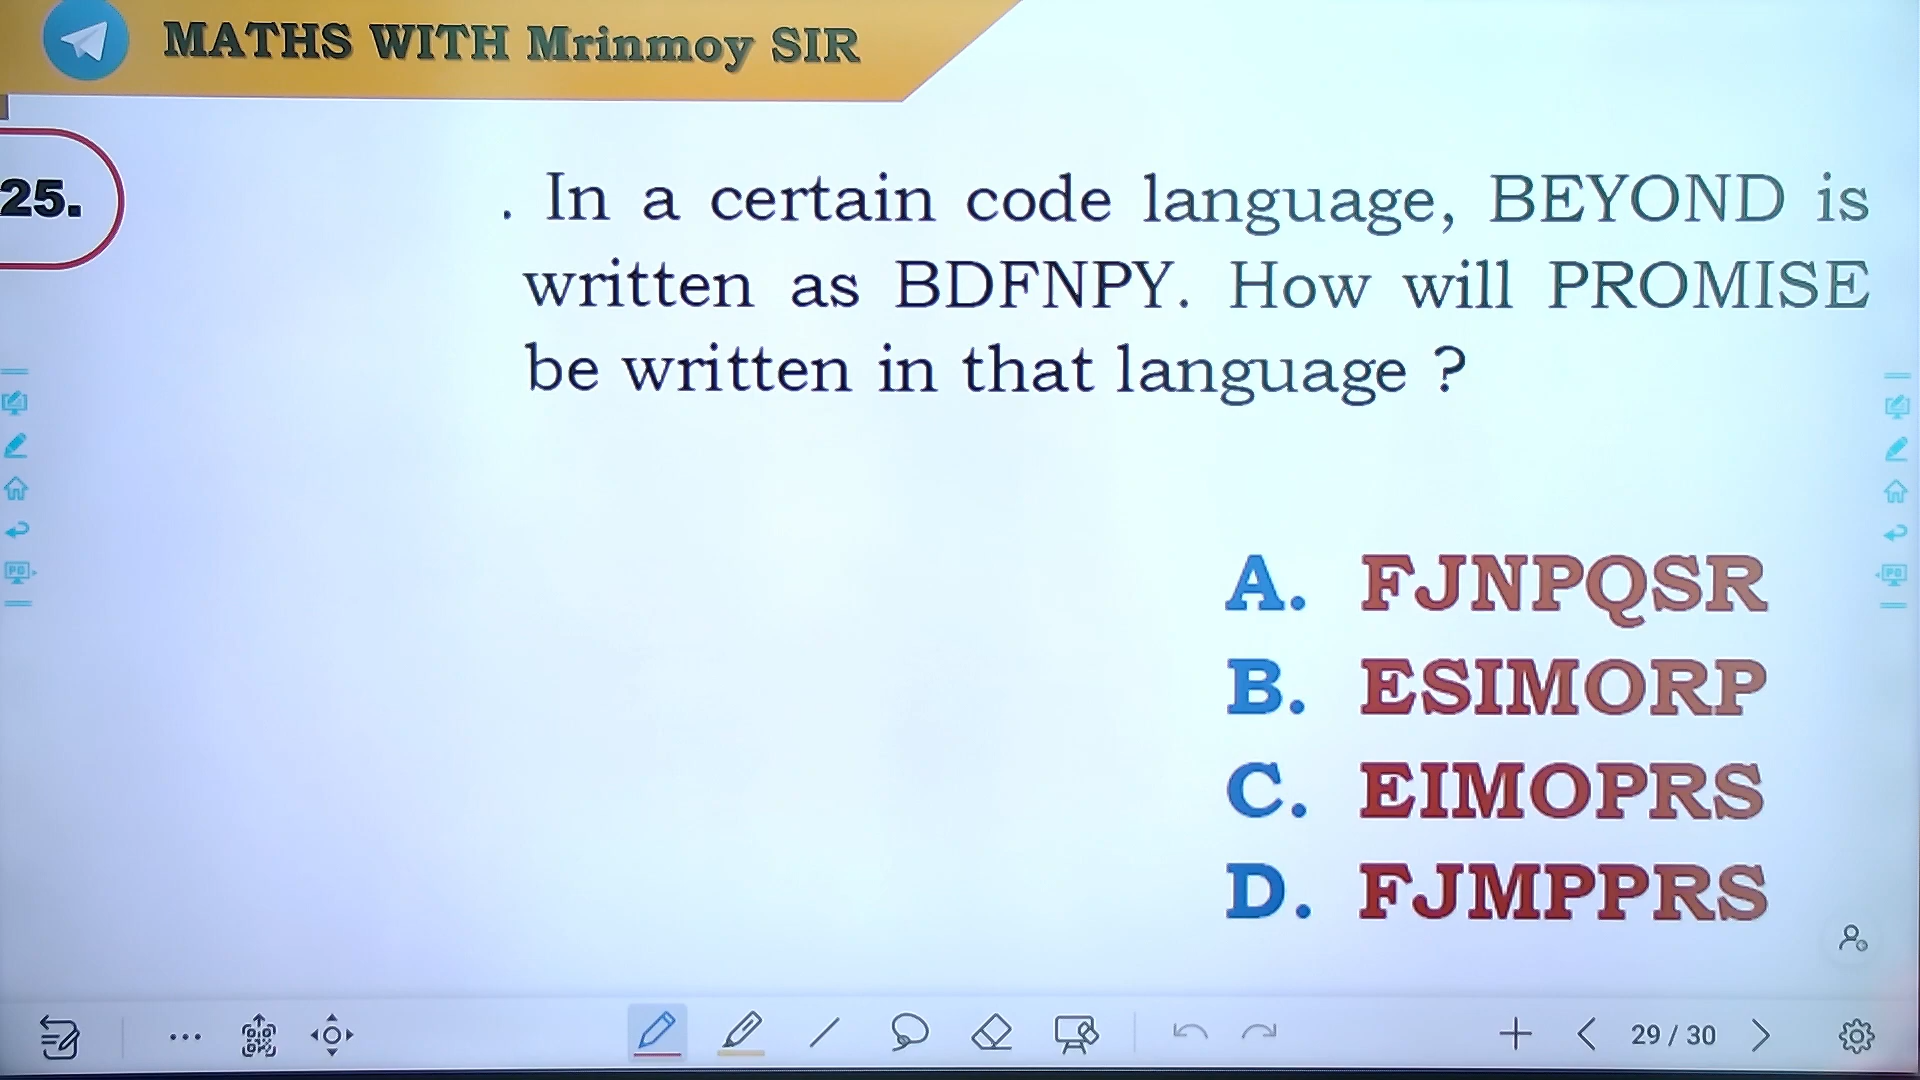 MATHS WITH Mrinmoy SIR
25.
. In a certain code language, BEYOND is
written as BDFNPY. How will PROMISE
be written in that language ?
A. FJNPQSR
B. ESIMORP
C. EIMOPRS
D. FJMPPRS
29 / 30